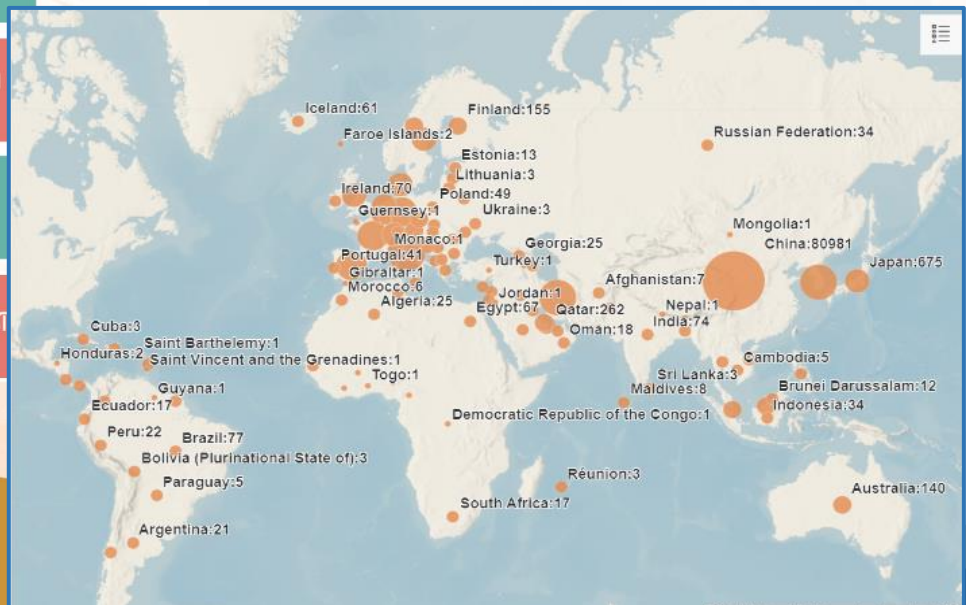 Iceland:61
Finland:155
Faroe Islands:2
Russian Federation:34
Estonia:13
Lithuania:3
Ireland:70
Poland:49
Guernsey:1
Ukraine:3
Mongolia:1
Monaco:1
Georgia:25
China:80981
Portugal:41
Turkey:1
Japan:675
Gibraltar:1
Afghanistan:7
Morocco:6
Jordan:1
Nepal:1
Algeria:25
Egypt:67
Qatar:262
India:74
Oman:18
Cuba:3
Saint Barthelemy:1
Honduras:2
Saint Vincent and the Grenadines:1
Cambodia:5
Togo:1
Sri Lanka:3
Guyana:1
Maldives:8
Brunei Darussalam:12
Ecuador:17
Indonesia:34
Democratic Republic of the Congo:1
Peru:22
Brazil:77
Bolivia (Plurinational State of):3
Réunion:3
Paraguay:5
Australia:140
South Africa:17
Argentina:21